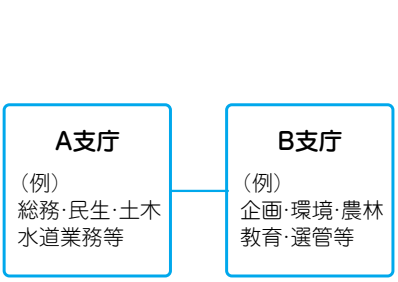 A支庁
（例）
総務･民生･土木
水道業務等
B支庁
（例）
企画･環境･農林
教育･選管等